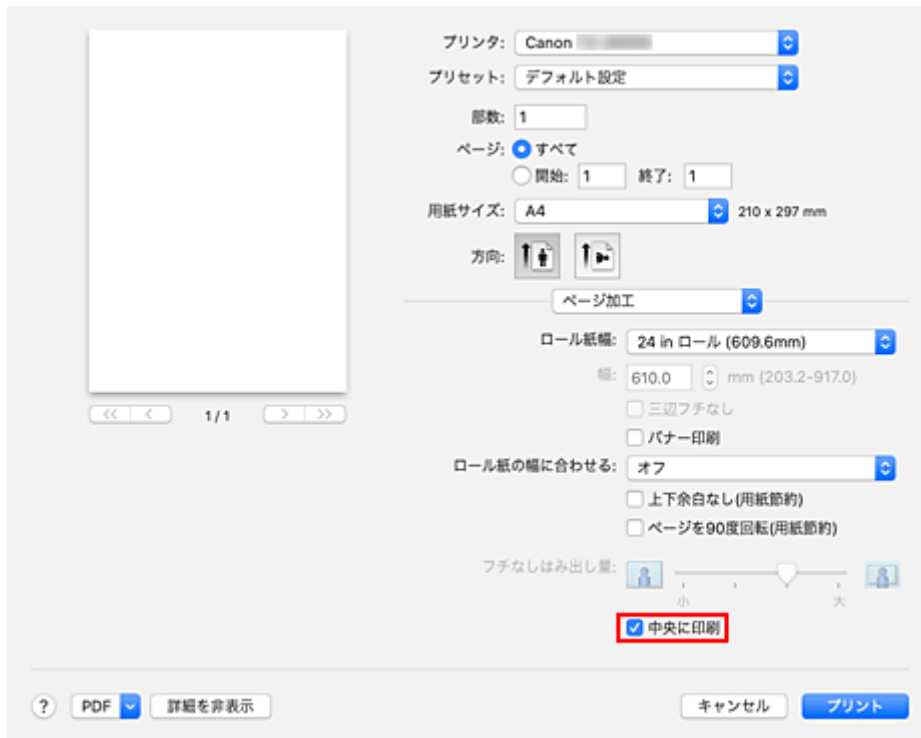 プリンタ: Canon
プリセット: デフォルト設定
部数: 1
ページ: すべて
開始: 1 終了: 1
用紙サイズ: A4 210 x 297 mm
方向:
ページ加工
ロール紙幅: 24 in ロール (609.6mm)
幅: 610.0 mm (203.2-917.0)
三辺フチなし
バナー印刷
ロール紙の幅に合わせる: オフ
上下余白なし(用紙節約)
ページを90度回転(用紙節約)
フチなしはみ出し量:
小 大
中央に印刷
<< < 1 / 1 > >>
? PDF 詳細を非表示 キャンセル プリント